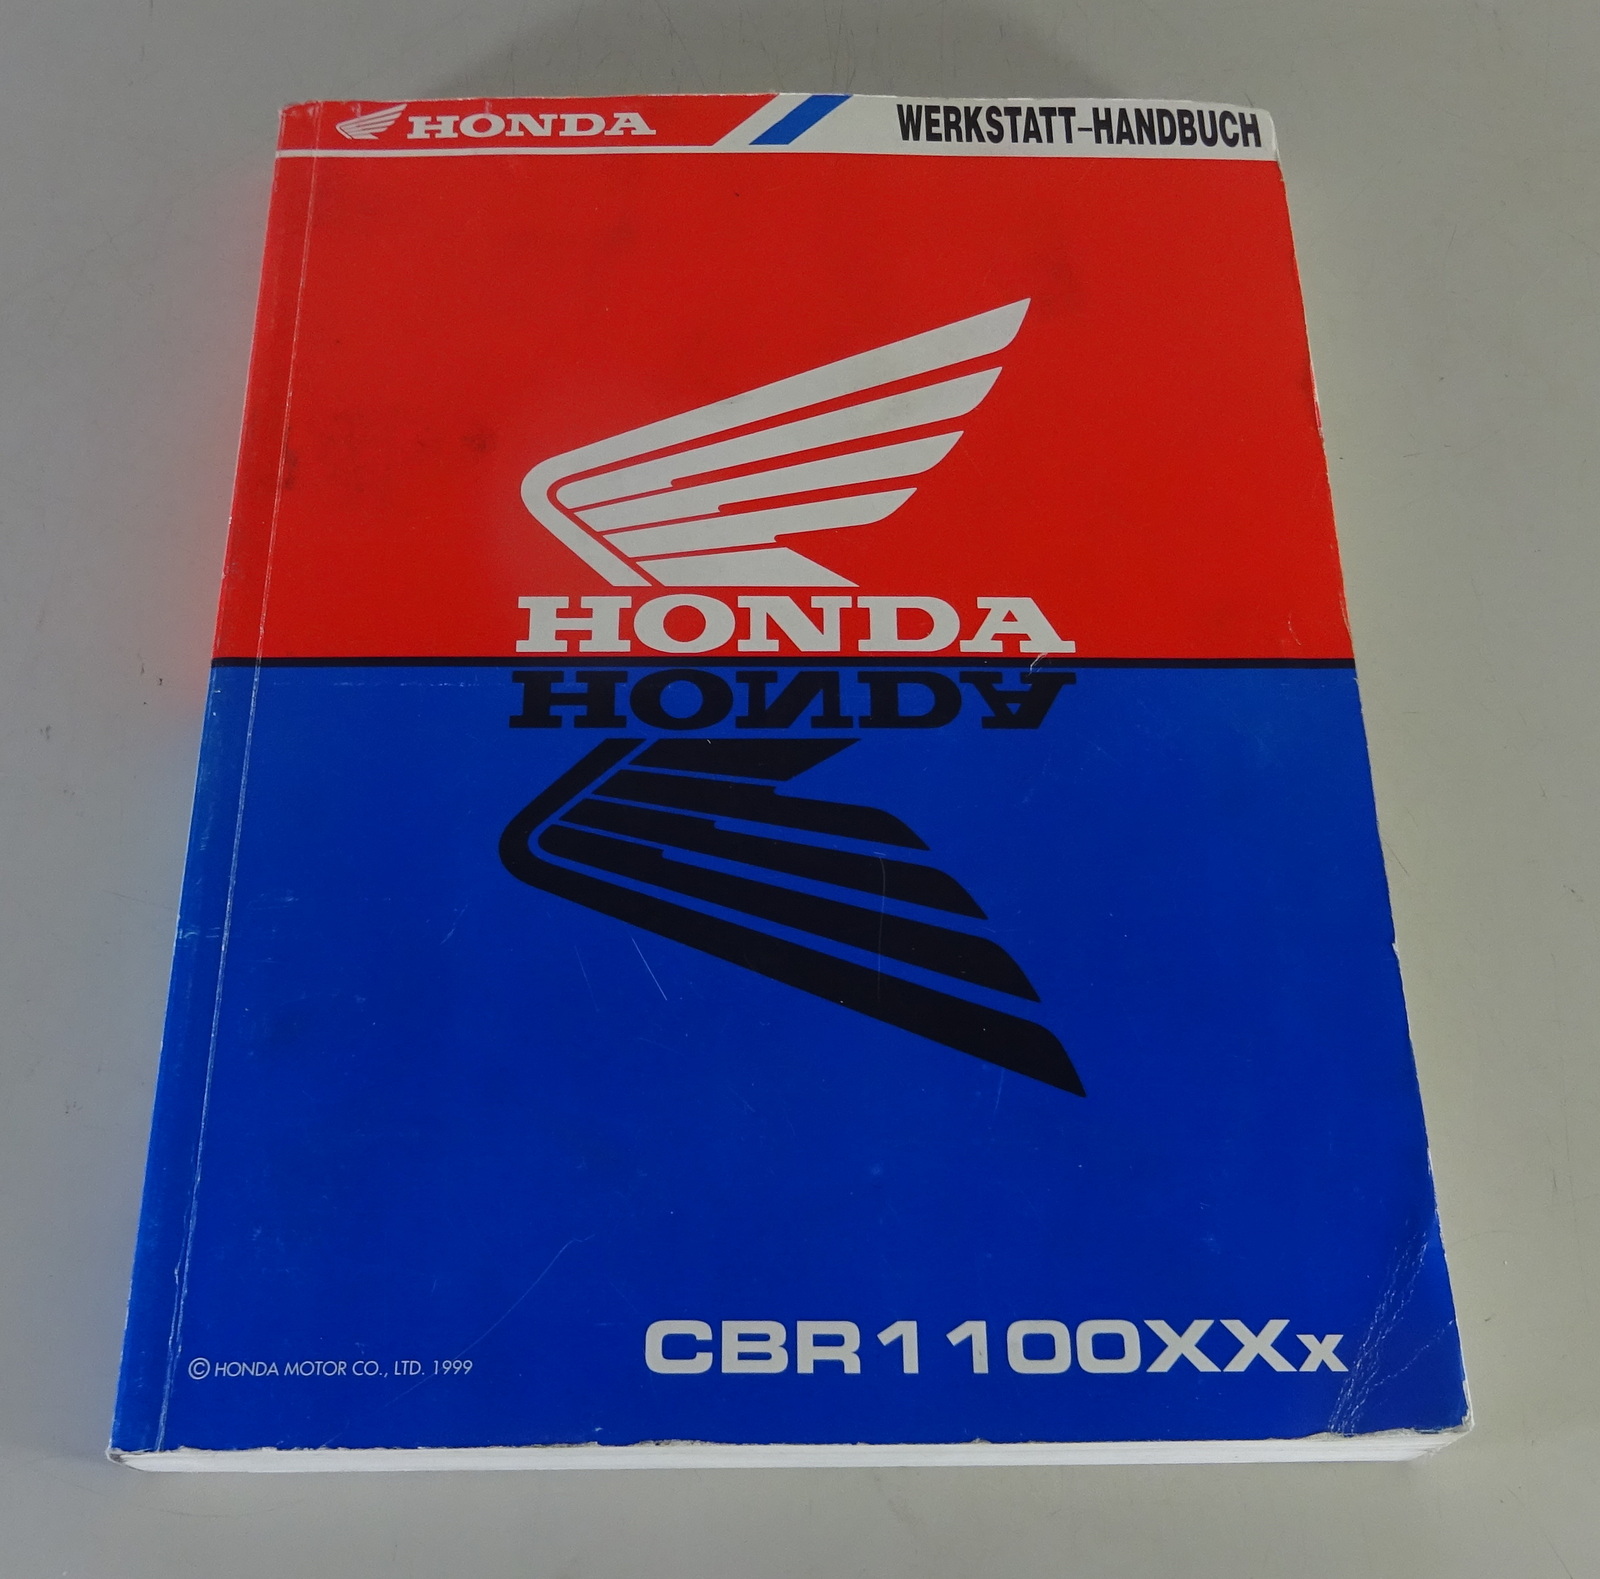 HONDA
WERKSTATT-HANDBUCH
HONDA
HONDA
© HONDA MOTOR CO., LTD. 1999
CBR1100XXx